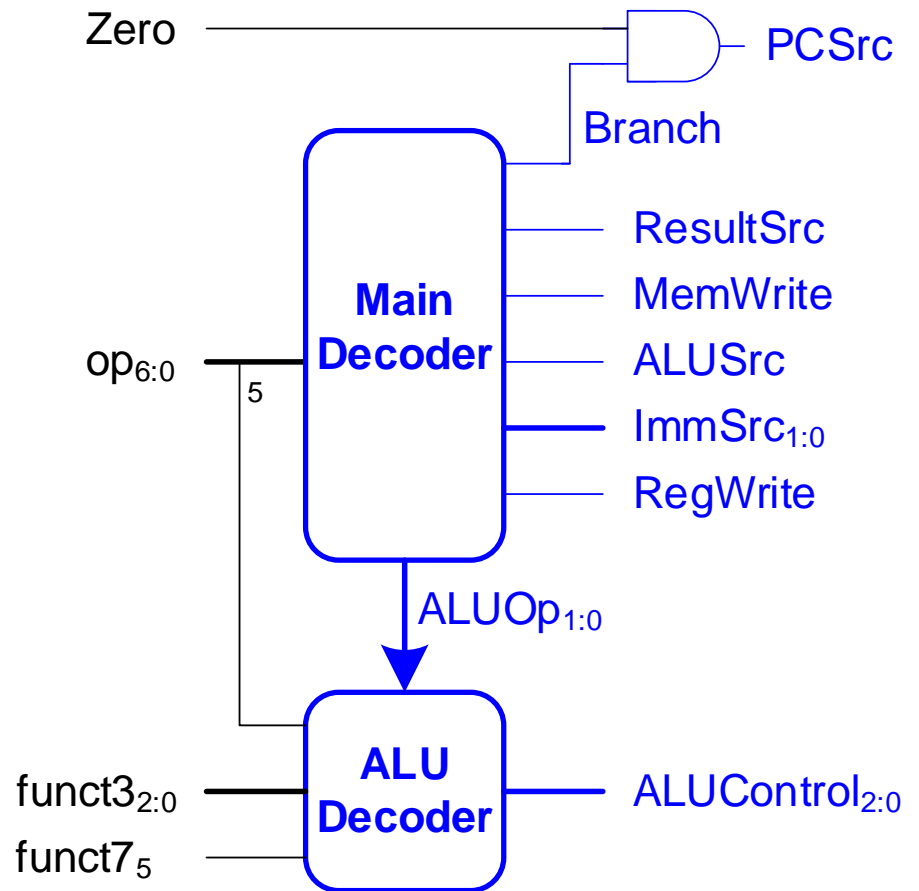 Zero
PCSrc
Branch
ResultSrc
MemWrite
Main
Decoder
ALUSrc
op6:0
5
ImmSrc1:0
RegWrite
ALUOp1:0
ALU
Decoder
funct32:0
ALUControl2:0
funct75